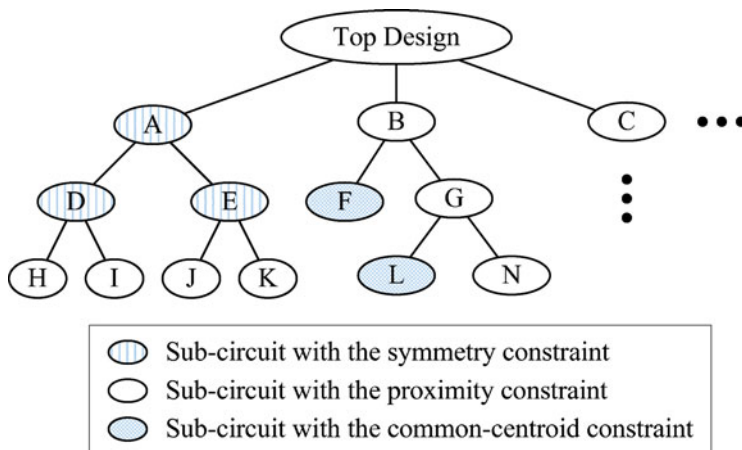 Top Design
A B C
D E F G
H I J K L N
Sub-circuit with the symmetry constraint
Sub-circuit with the proximity constraint
Sub-circuit with the common-centroid constraint